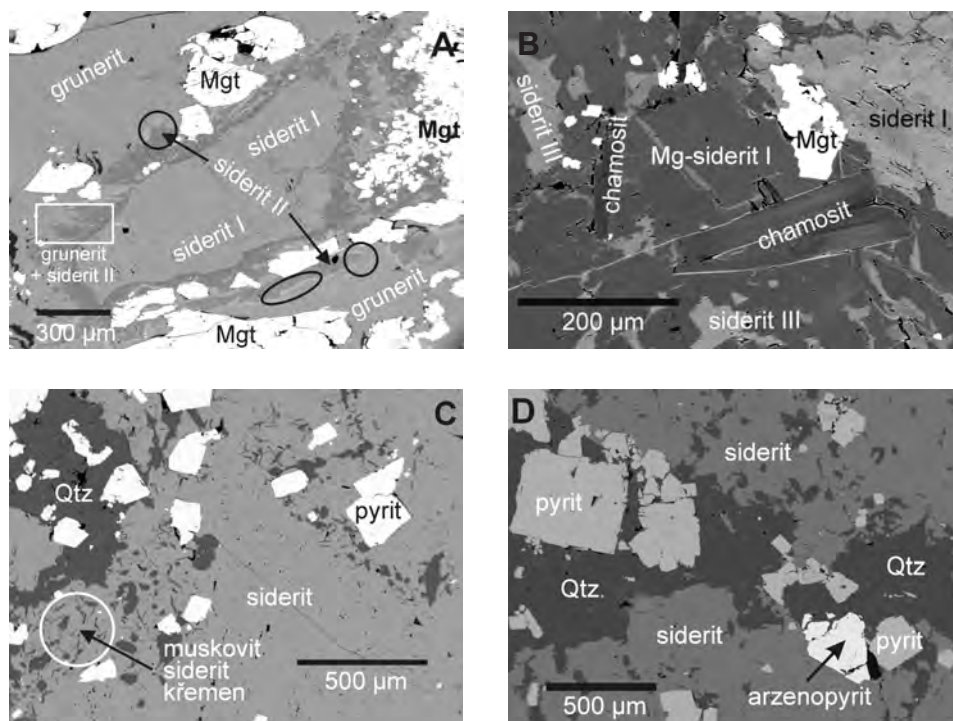 A
grunerit
Mgt
siderit I
Mgt
siderit II
siderit I
grunerit
+ siderit II
grunerit
300 µm
Mgt
B
siderit III
chamosit
Mg-siderit I
Mgt
siderit I
chamosit
200 µm
siderit III
C
Qtz
pyrit
siderit
muskovit
siderit
křemen
500 µm
D
siderit
pyrit
Qtz
Qtz
siderit
pyrit
500 µm
arzenopyrit